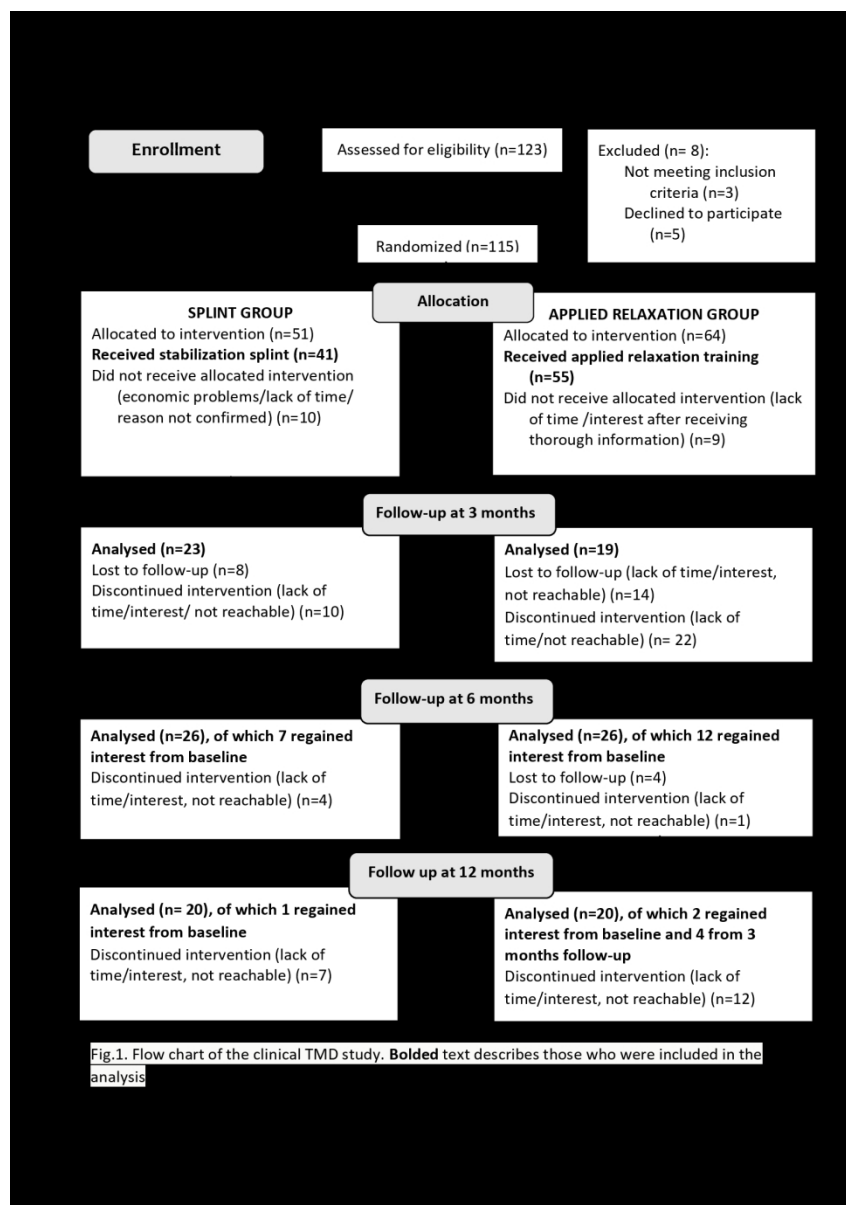 Enrollment
Assessed for eligibility (n=123)
Excluded (n= 8):
Not meeting inclusion
criteria (n=3)
Declined to participate
(n=5)
Randomized (n=115)
Allocation
SPLINT GROUP
Allocated to intervention (n=51)
Received stabilization splint (n=41)
Did not receive allocated intervention
(economic problems/lack of time/
reason not confirmed) (n=10)
APPLIED RELAXATION GROUP
Allocated to intervention (n=64)
Received applied relaxation training
(n=55)
Did not receive allocated intervention (lack
of time /interest after receiving
thorough information) (n=9)
Follow-up at 3 months
Analysed (n=23)
Lost to follow-up (n=8)
Discontinued intervention (lack of
time/interest/ not reachable) (n=10)
Analysed (n=19)
Lost to follow-up (lack of time/interest,
not reachable) (n=14)
Discontinued intervention (lack of
time/not reachable) (n= 22)
Follow-up at 6 months
Analysed (n=26), of which 7 regained
interest from baseline
Discontinued intervention (lack of
time/interest, not reachable) (n=4)
Analysed (n=26), of which 12 regained
interest from baseline
Lost to follow-up (n=4)
Discontinued intervention (lack of
time/interest, not reachable) (n=1)
Follow up at 12 months
Analysed (n= 20), of which 1 regained
interest from baseline
Discontinued intervention (lack of
time/interest, not reachable) (n=7)
Analysed (n=20), of which 2 regained
interest from baseline and 4 from 3
months follow-up
Discontinued intervention (lack of
time/interest, not reachable) (n=12)
Fig.1. Flow chart of the clinical TMD study. Bolded text describes those who were included in the
analysis